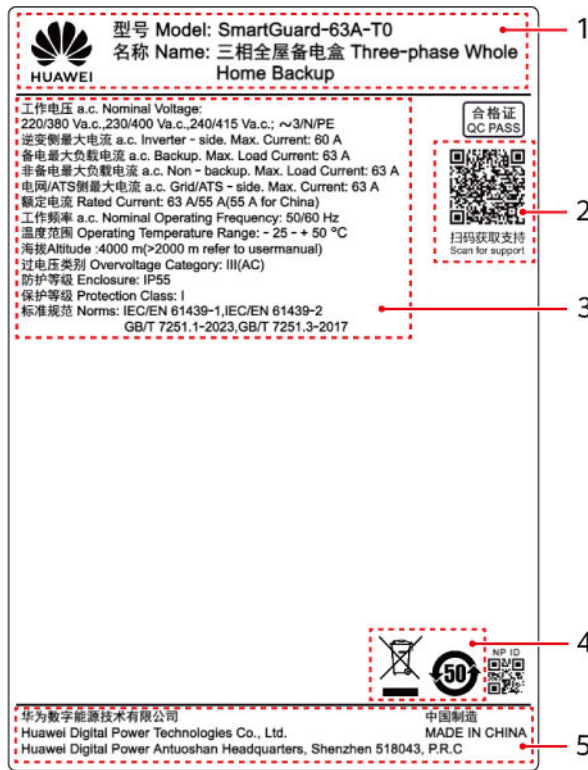 型号 Model: SmartGuard-63A-T0
名称 Name: 三相全屋备电盒 Three-phase Whole
Home Backup
HUAWEI
1
工作电压 a.c. Nominal Voltage:
220/380 Va.c.,230/400 Va.c.,240/415 Va.c.; ～3/N/PE
逆变侧最大电流 a.c. Inverter - side. Max. Current: 60 A
备电最大负载电流 a.c. Backup. Max. Load Current: 63 A
非备电最大负载电流 a.c. Non - backup. Max. Load Current: 63 A
电网/ATS侧最大电流 a.c. Grid/ATS - side. Max. Current: 63 A
额定电流 Rated Current: 63 A/55 A(55 A for China)
工作频率 a.c. Nominal Operating Frequency: 50/60 Hz
温度范围 Operating Temperature Range: - 25 - + 50 °C
海拔Altitude :4000 m(>2000 m refer to usermanual)
过电压类别 Overvoltage Category: III(AC)
防护等级 Enclosure: IP55
保护等级 Protection Class: I
标准规范 Norms: IEC/EN 61439-1,IEC/EN 61439-2
GB/T 7251.1-2023,GB/T 7251.3-2017
3
合格证
QC PASS
2
扫码获取支持
Scan for support
4
50
NP ID
华为数字能源技术有限公司
中国制造
Huawei Digital Power Technologies Co., Ltd.
MADE IN CHINA
Huawei Digital Power Antuoshan Headquarters, Shenzhen 518043, P.R.C
5